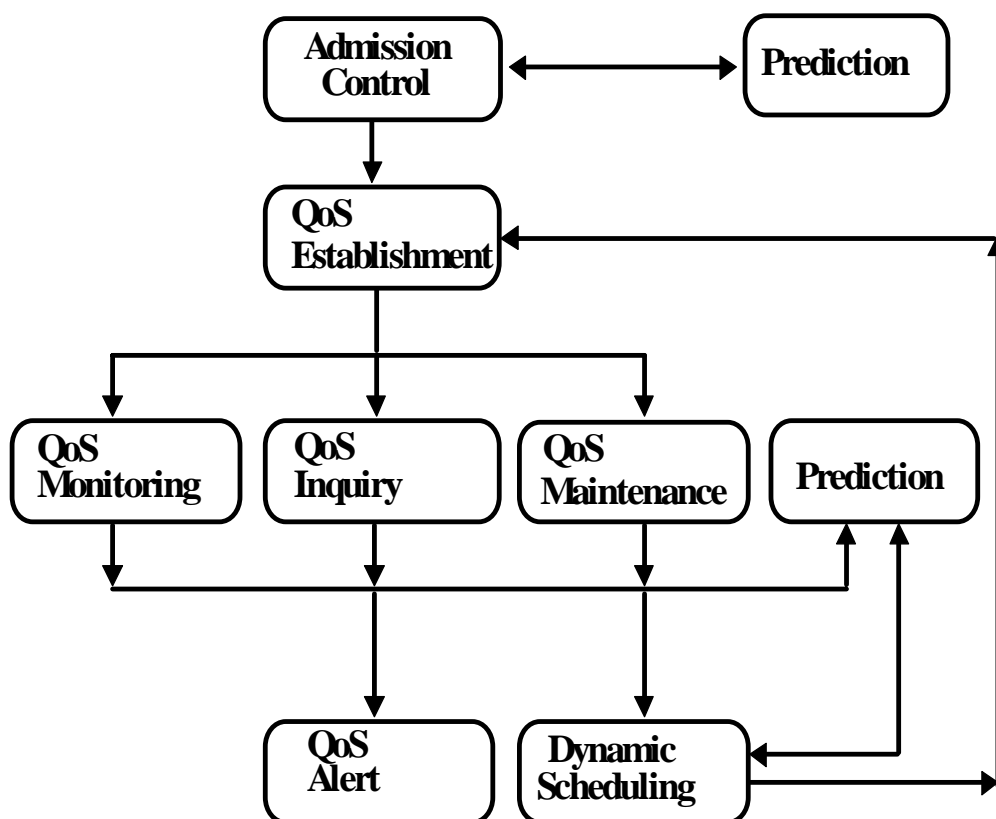 Admission
Control
Prediction
QoS
Establishment
QoS
Monitoring
QoS
Inquiry
QoS
Maintenance
Prediction
QoS
Alert
Dynamic
Scheduling